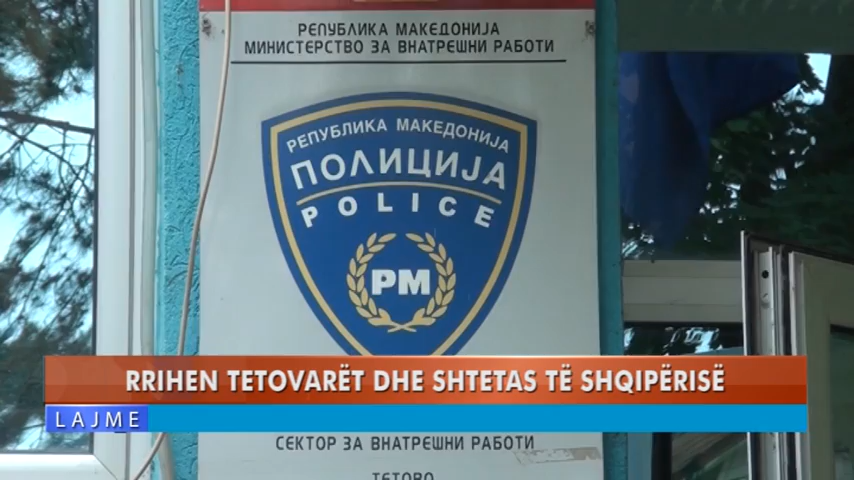 РЕПУБЛИКА МАКЕДОНИЈА
МИНИСТЕРСТВО ЗА ВНАТРЕШНИ РАБОТИ
РЕПУБЛИКА МАКЕДОНИЈА
ПОЛИЦИЈА
POLICE
РМ
RRIHEN TETOVARËT DHE SHTETAS TË SHQIPËRISË
LAJME
СЕКТОР ЗА ВНАТРЕШНИ РАБОТИ
ТЕТОВО